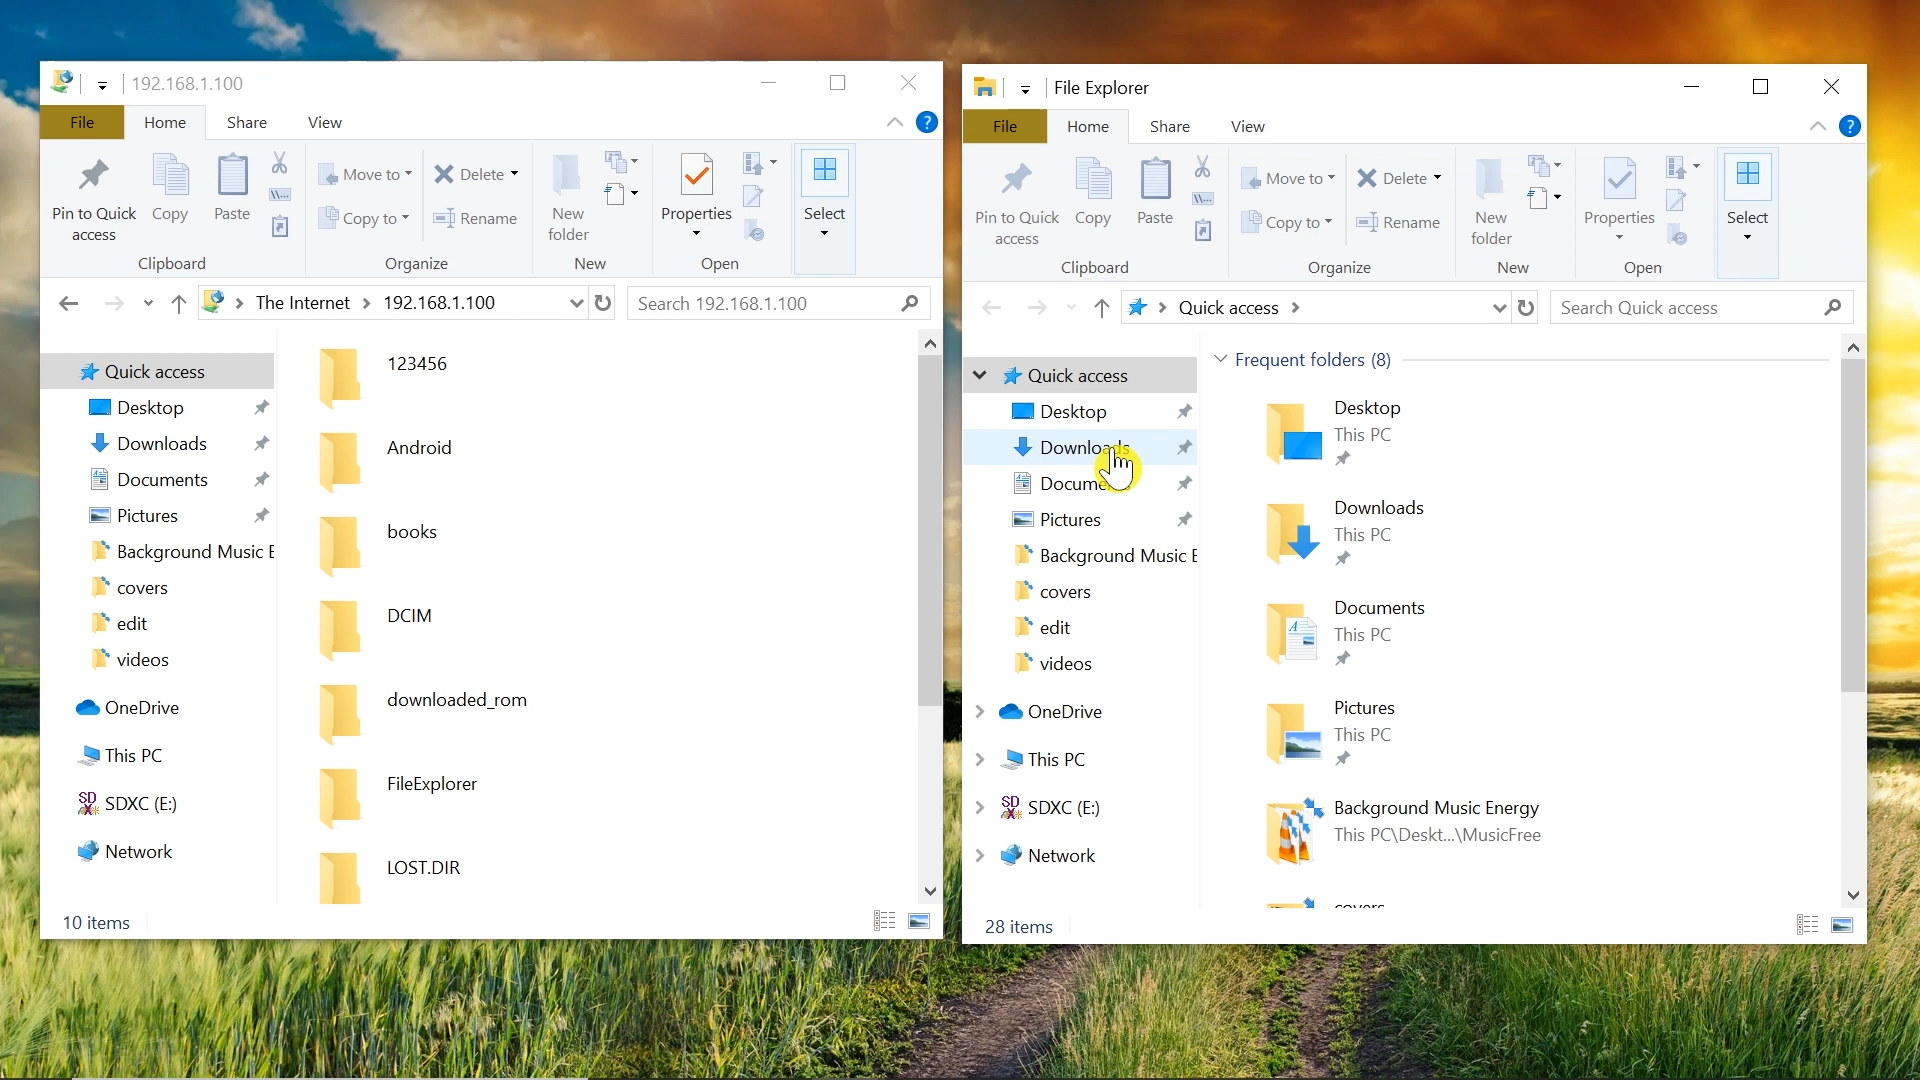 192.168.1.100
File Home Share View
Pin to Quick access
Copy
Paste
Move to
Copy to
Delete
Rename
New folder
Properties
Select
Clipboard Organize New Open
The Internet 192.168.1.100
Search 192.168.1.100
Quick access
Desktop
Downloads
Documents
Pictures
Background Music E
covers
edit
videos
OneDrive
This PC
SDXC (E:)
Network
123456
Android
books
DCIM
downloaded_rom
FileExplorer
LOST.DIR
10 items
File Explorer
File Home Share View
Pin to Quick access
Copy
Paste
Move to
Copy to
Delete
Rename
New folder
Properties
Select
Clipboard Organize New Open
Quick access
Search Quick access
Quick access
Desktop
Downloads
Pictures
Background Music E
covers
edit
videos
OneDrive
This PC
SDXC (E:)
Network
Frequent folders (8)
Desktop
This PC
Downloads
This PC
Documents
This PC
Pictures
This PC
Background Music Energy
This PC\Deskt...\MusicFree
covers
28 items